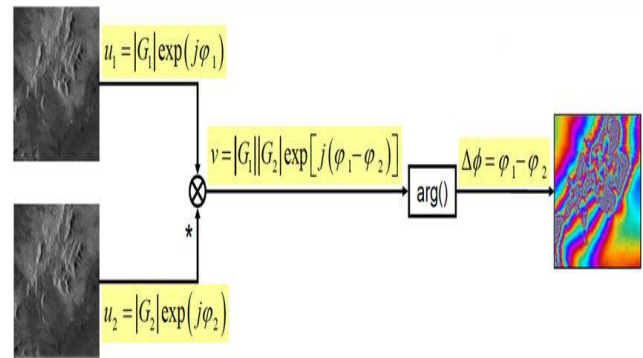 u₁ = |G₁| exp(jφ₁)
v = |G₁||G₂| exp[j(φ₁−φ₂)]
arg()
Δϕ = φ₁−φ₂
*
u₂ = |G₂| exp(jφ₂)